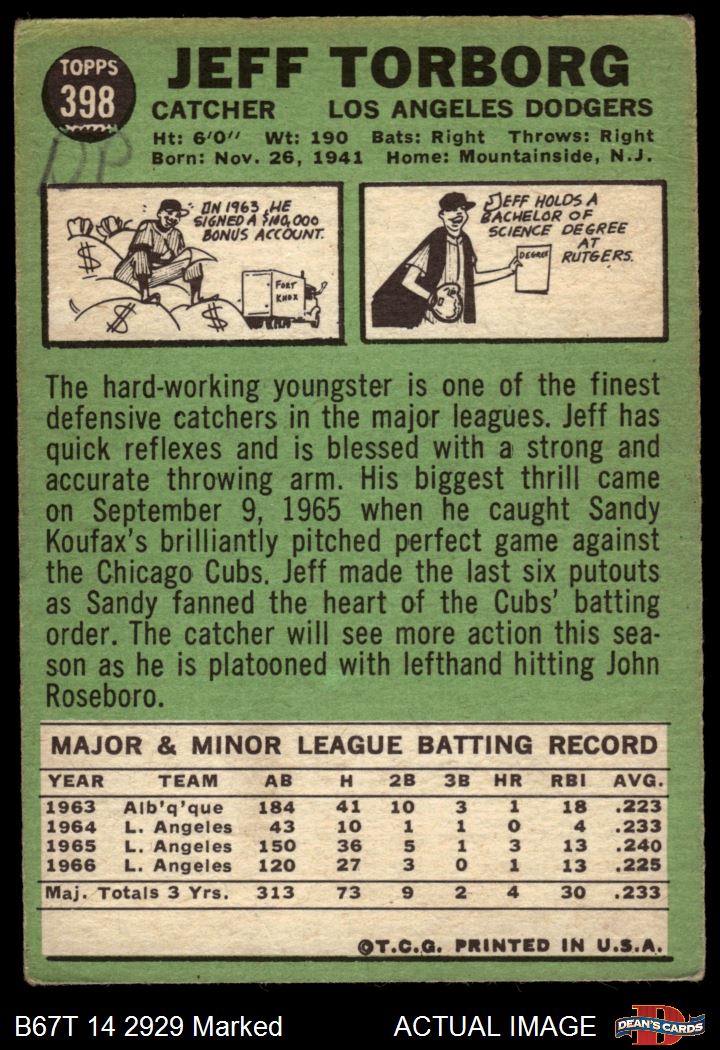 TOPPS
398
JEFF TORBORG
CATCHER LOS ANGELES DODGERS
Ht: 6'0" Wt: 190 Bats: Right Throws: Right
Born: Nov. 26, 1941 Home: Mountainside, N.J.
DP
IN 1963, HE
SIGNED A $100,000
BONUS ACCOUNT.
$
$
$
FORT
KNOX
JEFF HOLDS A
BACHELOR OF
SCIENCE DEGREE
AT
RUTGERS.
DEGREE
The hard-working youngster is one of the finest
defensive catchers in the major leagues. Jeff has
quick reflexes and is blessed with a strong and
accurate throwing arm. His biggest thrill came
on September 9, 1965 when he caught Sandy
Koufax's brilliantly pitched perfect game against
the Chicago Cubs. Jeff made the last six putouts
as Sandy fanned the heart of the Cubs' batting
order. The catcher will see more action this sea-
son as he is platooned with lefthand hitting John
Roseboro.
MAJOR & MINOR LEAGUE BATTING RECORD
YEAR TEAM AB H 2B 3B HR RBI AVG.
1963 Alb'q'que 184 41 10 3 1 18 .223
1964 L. Angeles 43 10 1 1 0 4 .233
1965 L. Angeles 150 36 5 1 3 13 .240
1966 L. Angeles 120 27 3 0 1 13 .225
Maj. Totals 3 Yrs. 313 73 9 2 4 30 .233
©T.C.G. PRINTED IN U.S.A.
B67T 14 2929 Marked ACTUAL IMAGE
DEAN'S CARDS